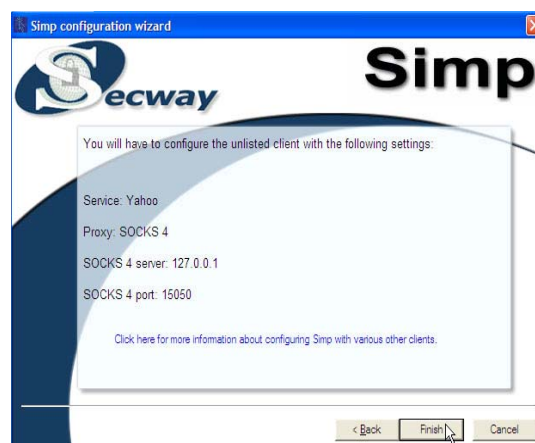 Simp configuration wizard
Secway
Simp
You will have to configure the unlisted client with the following settings:
Service: Yahoo
Proxy: SOCKS 4
SOCKS 4 server: 127.0.0.1
SOCKS 4 port: 15050
Click here for more information about configuring Simp with various other clients.
< Back
Finish
Cancel